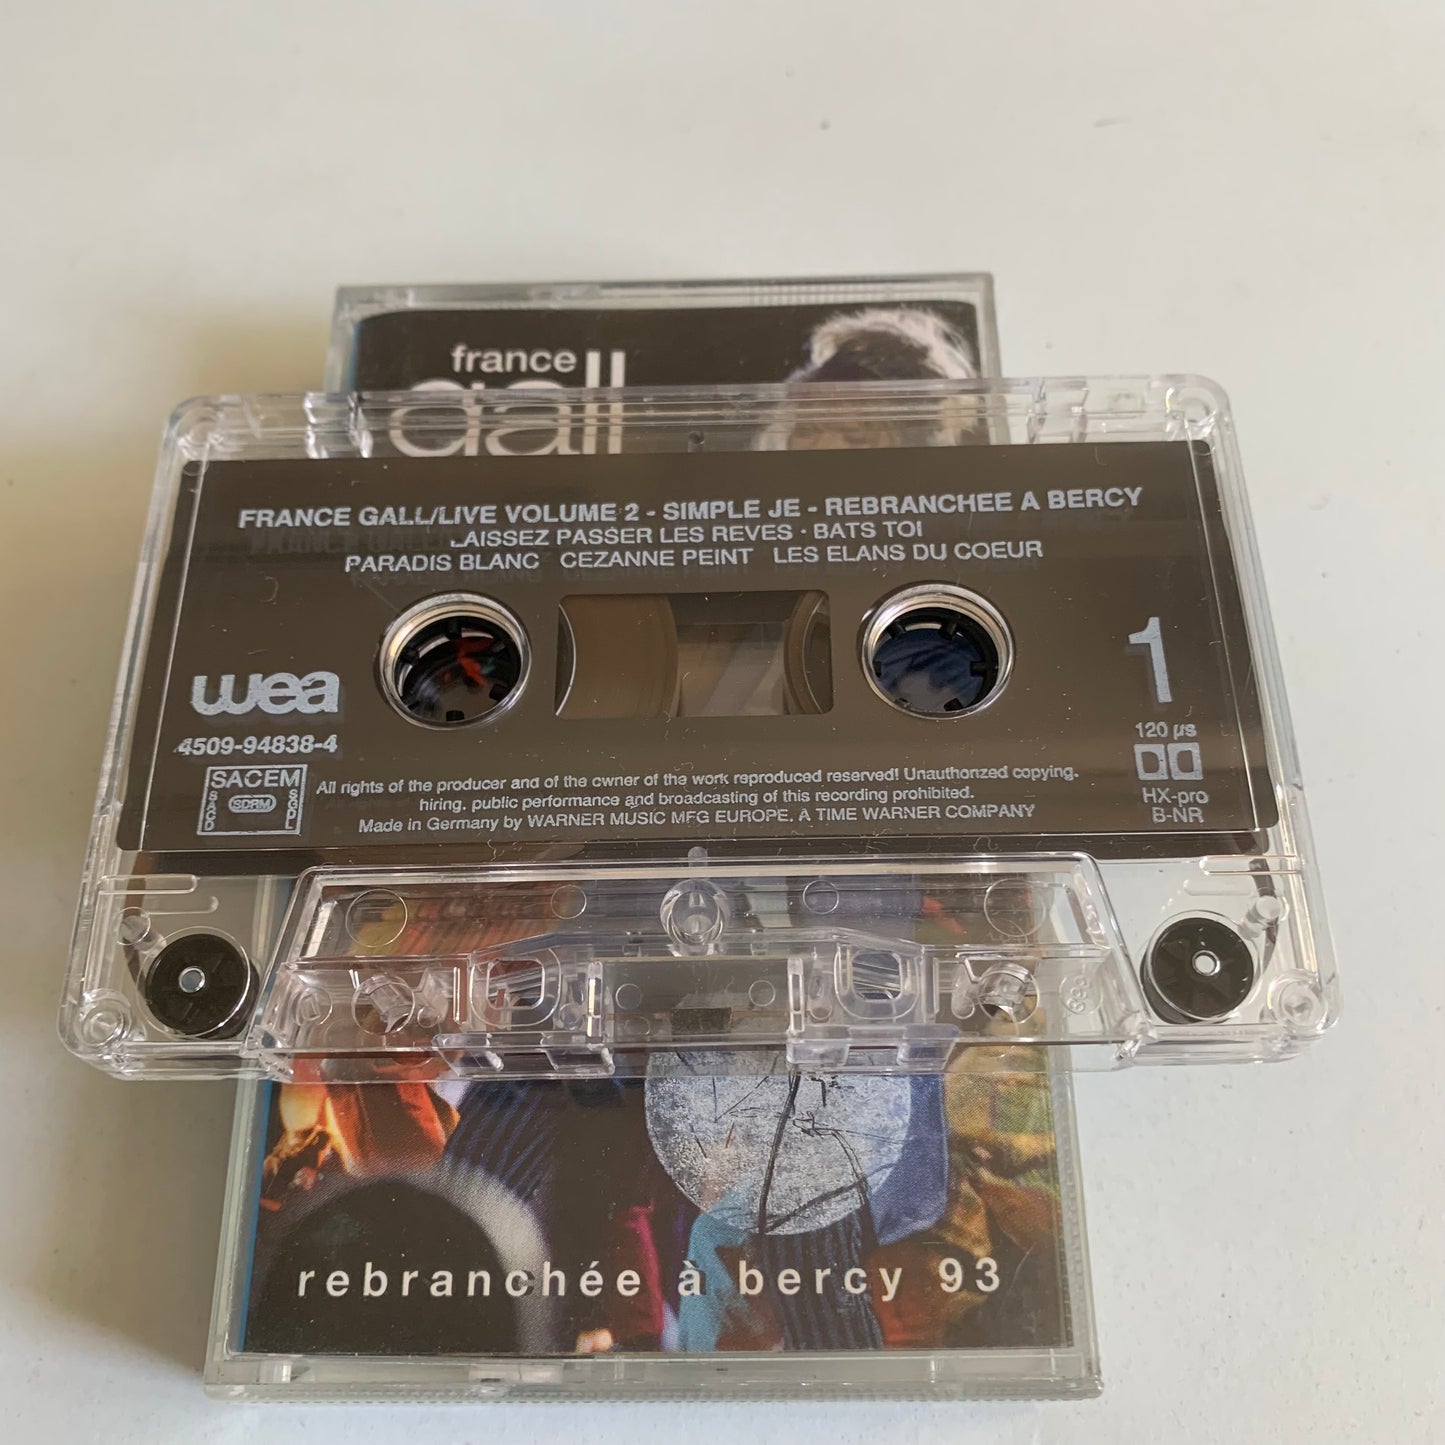 france
gall
FRANCE GALL/LIVE VOLUME 2 - SIMPLE JE - REBRANCHEE A BERCY
LAISSEZ PASSER LES REVES · BATS TOI
PARADIS BLANC CEZANNE PEINT LES ELANS DU COEUR
wea
4509-94838-4
1
120 µs
HX-pro
B-NR
SACEM
SACD
SDRM
SGDL
All rights of the producer and of the owner of the work reproduced reserved! Unauthorized copying.
hiring. public performance and broadcasting of this recording prohibited.
Made in Germany by WARNER MUSIC MFG EUROPE. A TIME WARNER COMPANY
rebranchée à bercy 93